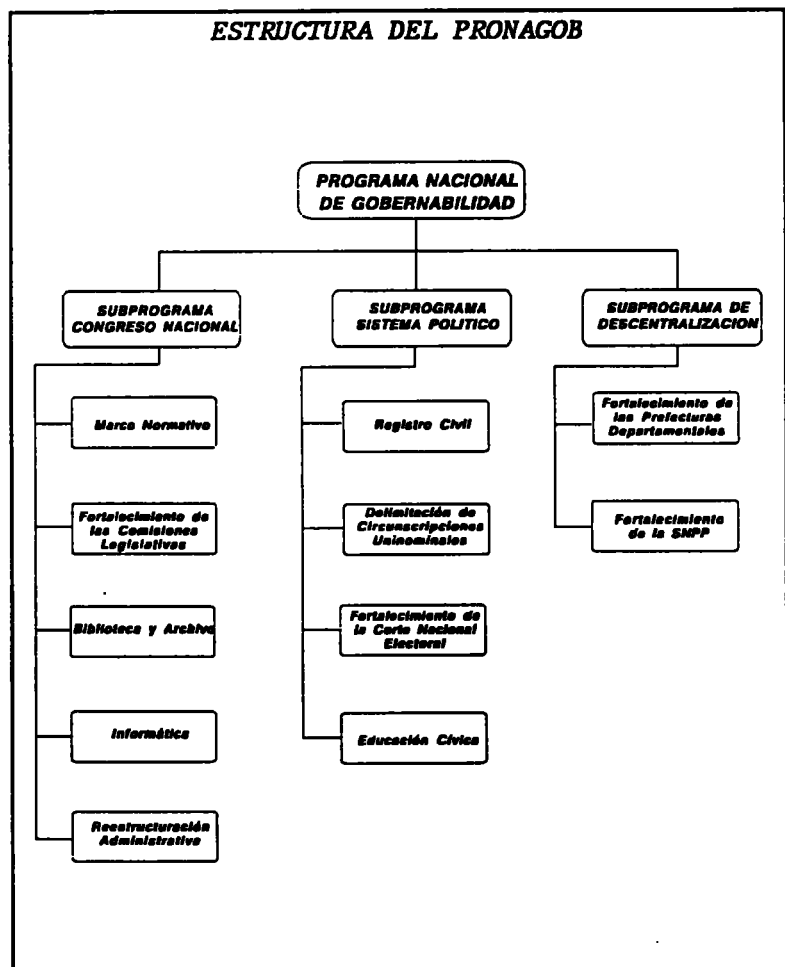 ESTRUCTURA DEL PRONAGOB
PROGRAMA NACIONAL
DE GOBERNABILIDAD
SUBPROGRAMA
CONGRESO NACIONAL
Marco Normativo
Fortalecimiento de
las Comisiones
Legislativas
Biblioteca y Archivo
Informática
Reestructuración
Administrativa
SUBPROGRAMA
SISTEMA POLITICO
Registro Civil
Delimitación de
Circunscripciones
Uninominales
Fortalecimiento de
la Corte Nacional
Electoral
Educación Cívica
SUBPROGRAMA DE
DESCENTRALIZACION
Fortalecimiento de
las Prefecturas
Departamentales
Fortalecimiento
de la SNPP